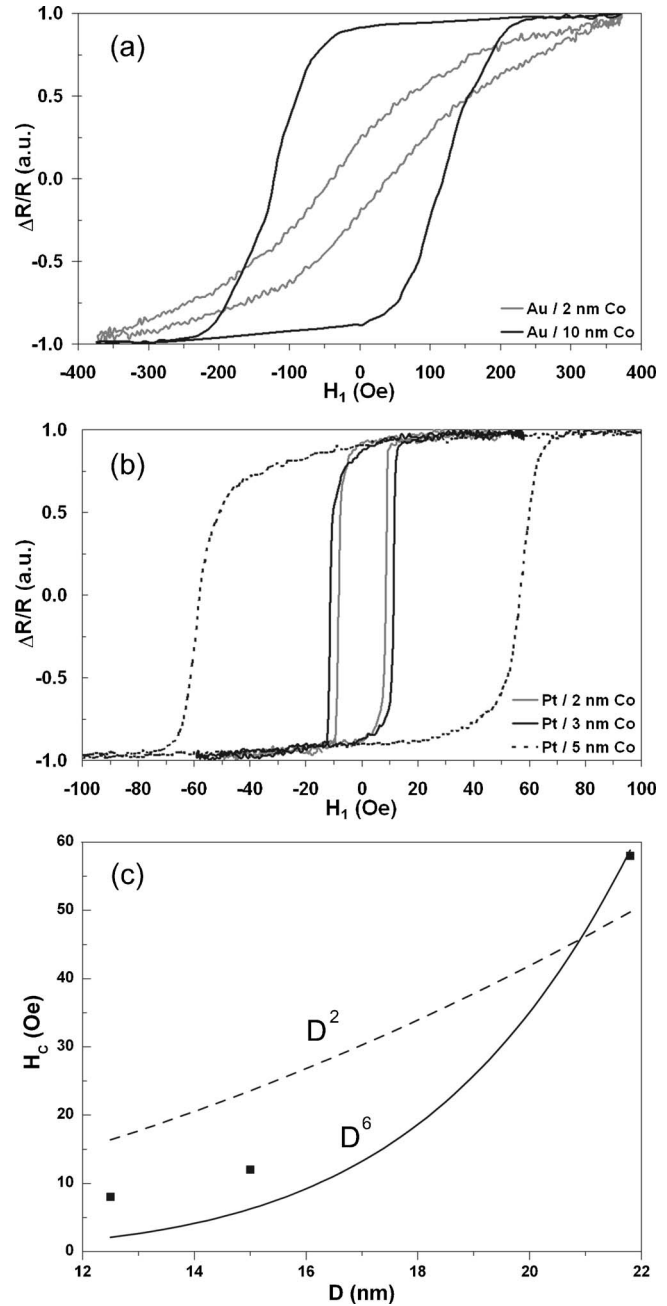 (a)
1.0
0.5
0.0
-0.5
-1.0
ΔR/R (a.u.)
Au / 2 nm Co
Au / 10 nm Co
-400 -300 -200 -100 0 100 200 300 400
H1 (Oe)
(b)
1.0
0.5
0.0
-0.5
-1.0
ΔR/R (a.u.)
Pt / 2 nm Co
Pt / 3 nm Co
Pt / 5 nm Co
-100 -80 -60 -40 -20 0 20 40 60 80 100
H1 (Oe)
(c)
60
50
40
30
20
10
0
HC (Oe)
D2
D6
12 14 16 18 20 22
D (nm)